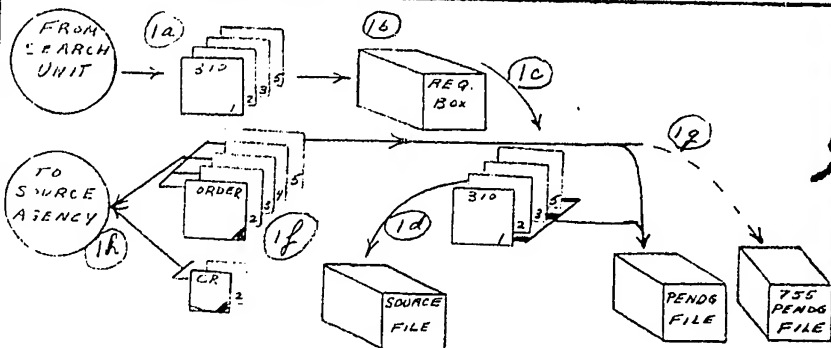 FROM
SEARCH
UNIT
1a
310
1
2
3
5
1b
REQ.
BOX
1c
TO
SOURCE
AGENCY
1h
ORDER
2
3
4
5
1f
CR
2
310
1
2
3
5
1d
1g
SOURCE
FILE
PENDG
FILE
755
PENDG
FILE